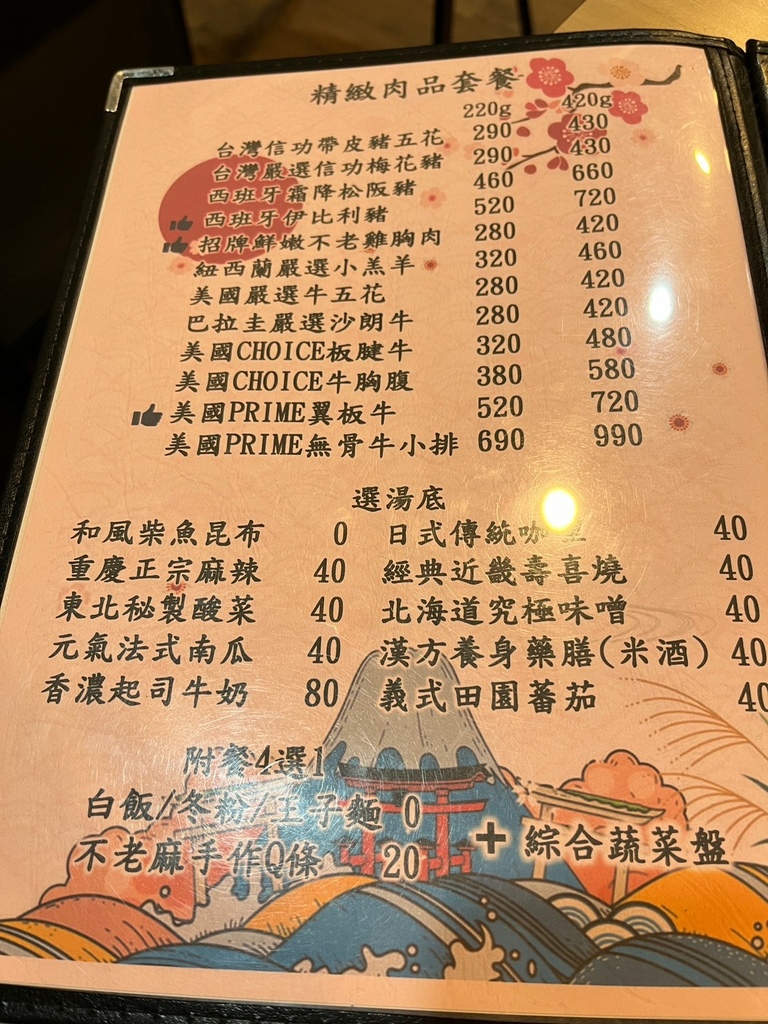 精緻肉品套餐
220g 420g
台灣信功帶皮豬五花 290 430
台灣嚴選信功梅花豬 290 430
西班牙霜降松阪豬 460 660
西班牙伊比利豬 520 720
招牌鮮嫩不老雞胸肉 280 420
紐西蘭嚴選小羔羊 320 460
美國嚴選牛五花 280 420
巴拉圭嚴選沙朗牛 280 420
美國CHOICE板腱牛 320 480
美國CHOICE牛胸腹 380 580
美國PRIME翼板牛 520 720
美國PRIME無骨牛小排 690 990
選湯底
和風柴魚昆布 0 日式傳統咖 40
重慶正宗麻辣 40 經典近畿壽喜燒 40
東北秘製酸菜 40 北海道究極味噌 40
元氣法式南瓜 40 漢方養身藥膳(米酒) 40
香濃起司牛奶 80 義式田園蕃茄 40
附餐4選1
白飯/冬粉/王子麵 0
不老麻手作Q條 20
+ 綜合蔬菜盤